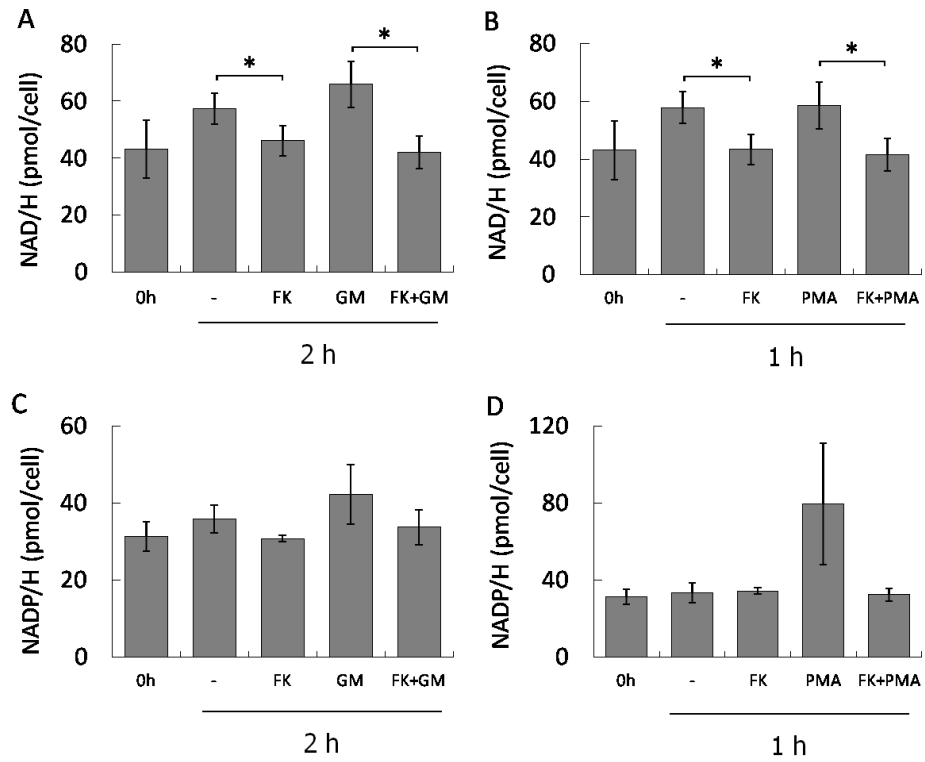 A
NAD/H (pmol/cell)
80
60
40
20
0
* *
0h - FK GM FK+GM
2 h
B
NAD/H (pmol/cell)
80
60
40
20
0
* *
0h - FK PMA FK+PMA
1 h
C
NADP/H (pmol/cell)
60
40
20
0
0h - FK GM FK+GM
2 h
D
NADP/H (pmol/cell)
120
80
40
0
0h - FK PMA FK+PMA
1 h